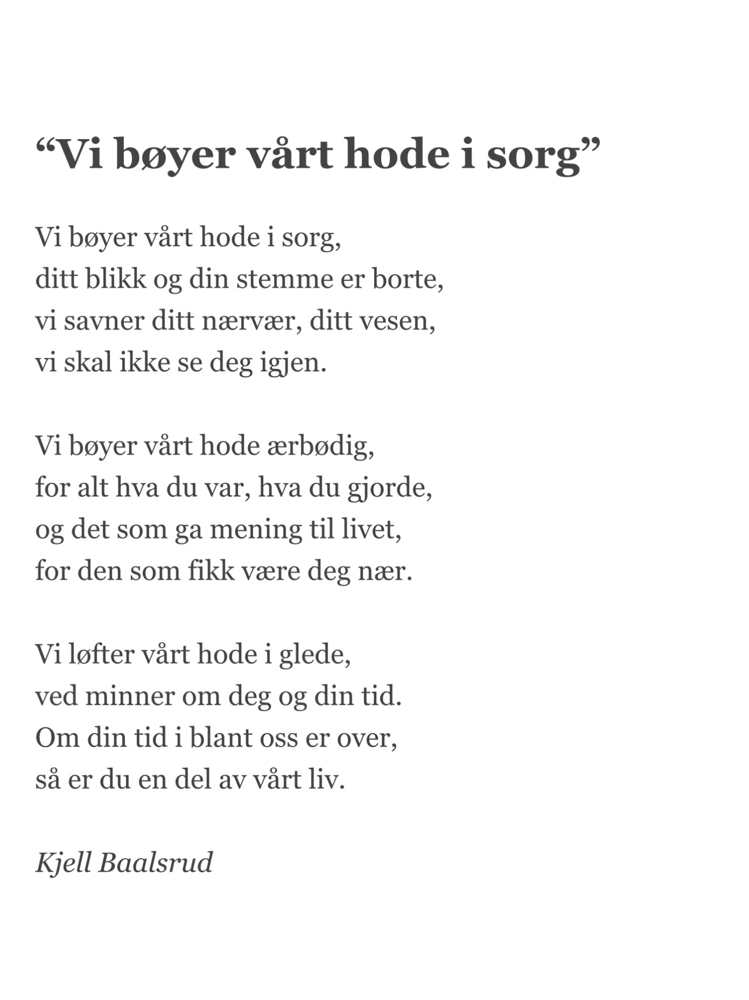 “Vi bøyer vårt hode i sorg”
Vi bøyer vårt hode i sorg,
ditt blikk og din stemme er borte,
vi savner ditt nærvær, ditt vesen,
vi skal ikke se deg igjen.
Vi bøyer vårt hode ærbødig,
for alt hva du var, hva du gjorde,
og det som ga mening til livet,
for den som fikk være deg nær.
Vi løfter vårt hode i glede,
ved minner om deg og din tid.
Om din tid i blant oss er over,
så er du en del av vårt liv.
Kjell Baalsrud